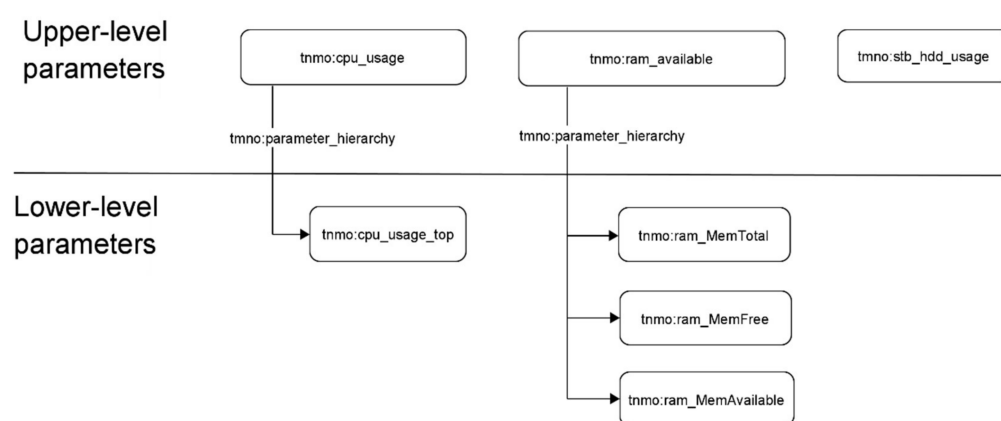 Upper-level
parameters
tnmo:cpu_usage
tnmo:ram_available
tmno:stb_hdd_usage
tmno:parameter_hierarchy
tmno:parameter_hierarchy
Lower-level
parameters
tnmo:cpu_usage_top
tnmo:ram_MemTotal
tnmo:ram_MemFree
tnmo:ram_MemAvailable